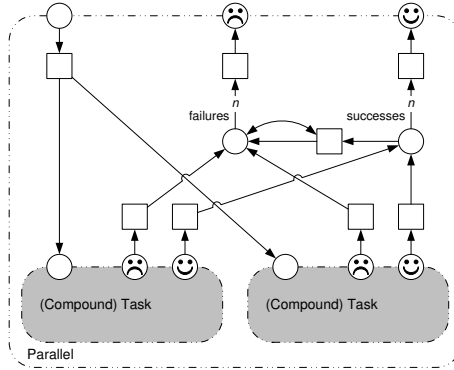 n
n
failures
successes
(Compound) Task
(Compound) Task
Parallel